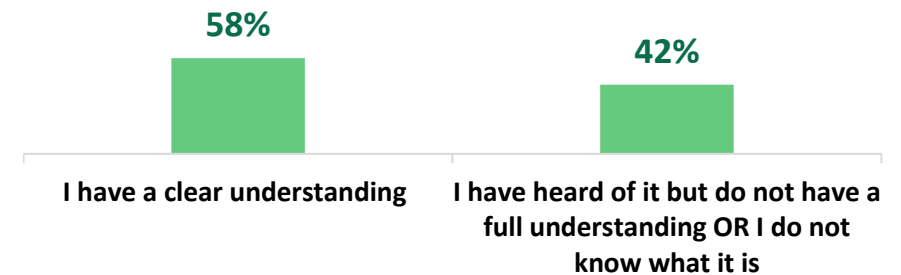 58%
42%
I have a clear understanding
I have heard of it but do not have a
full understanding OR I do not
know what it is